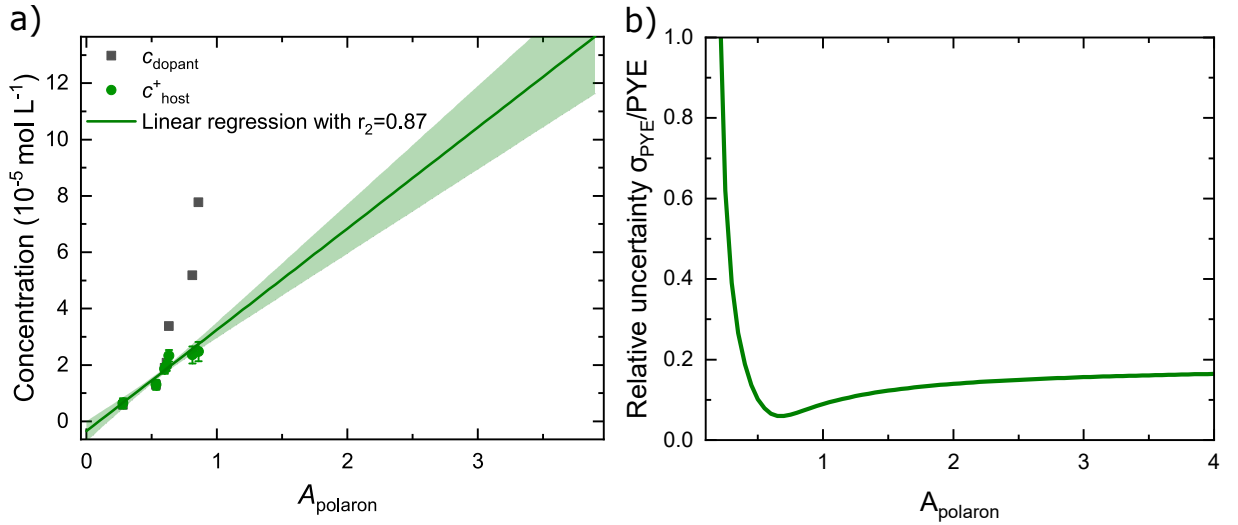 a)
Concentration (10⁻⁵ mol L⁻¹)
12
10
8
6
4
2
0
c_dopant
c⁺_host
Linear regression with r₂=0.87
0 1 2 3
A_polaron
b)
Relative uncertainty σ_PYE/PYE
1.0
0.8
0.6
0.4
0.2
0.0
1 2 3 4
A_polaron